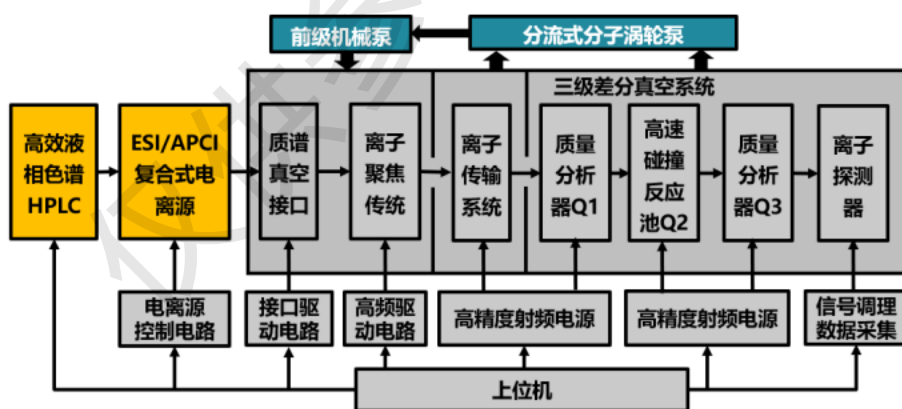 前级机械泵
分流式分子涡轮泵
三级差分真空系统
高效液
相色谱
HPLC
ESI/APCI
复合式电
离源
质谱
真空
接口
离子
聚焦
传统
离子
传输
系统
质量
分析
器Q1
高速
碰撞
反应
池Q2
质量
分析
器Q3
离子
探测
器
电离源
控制电路
接口驱
动电路
高频驱
动电路
高精度射频电源
高精度射频电源
信号调理
数据采集
上位机